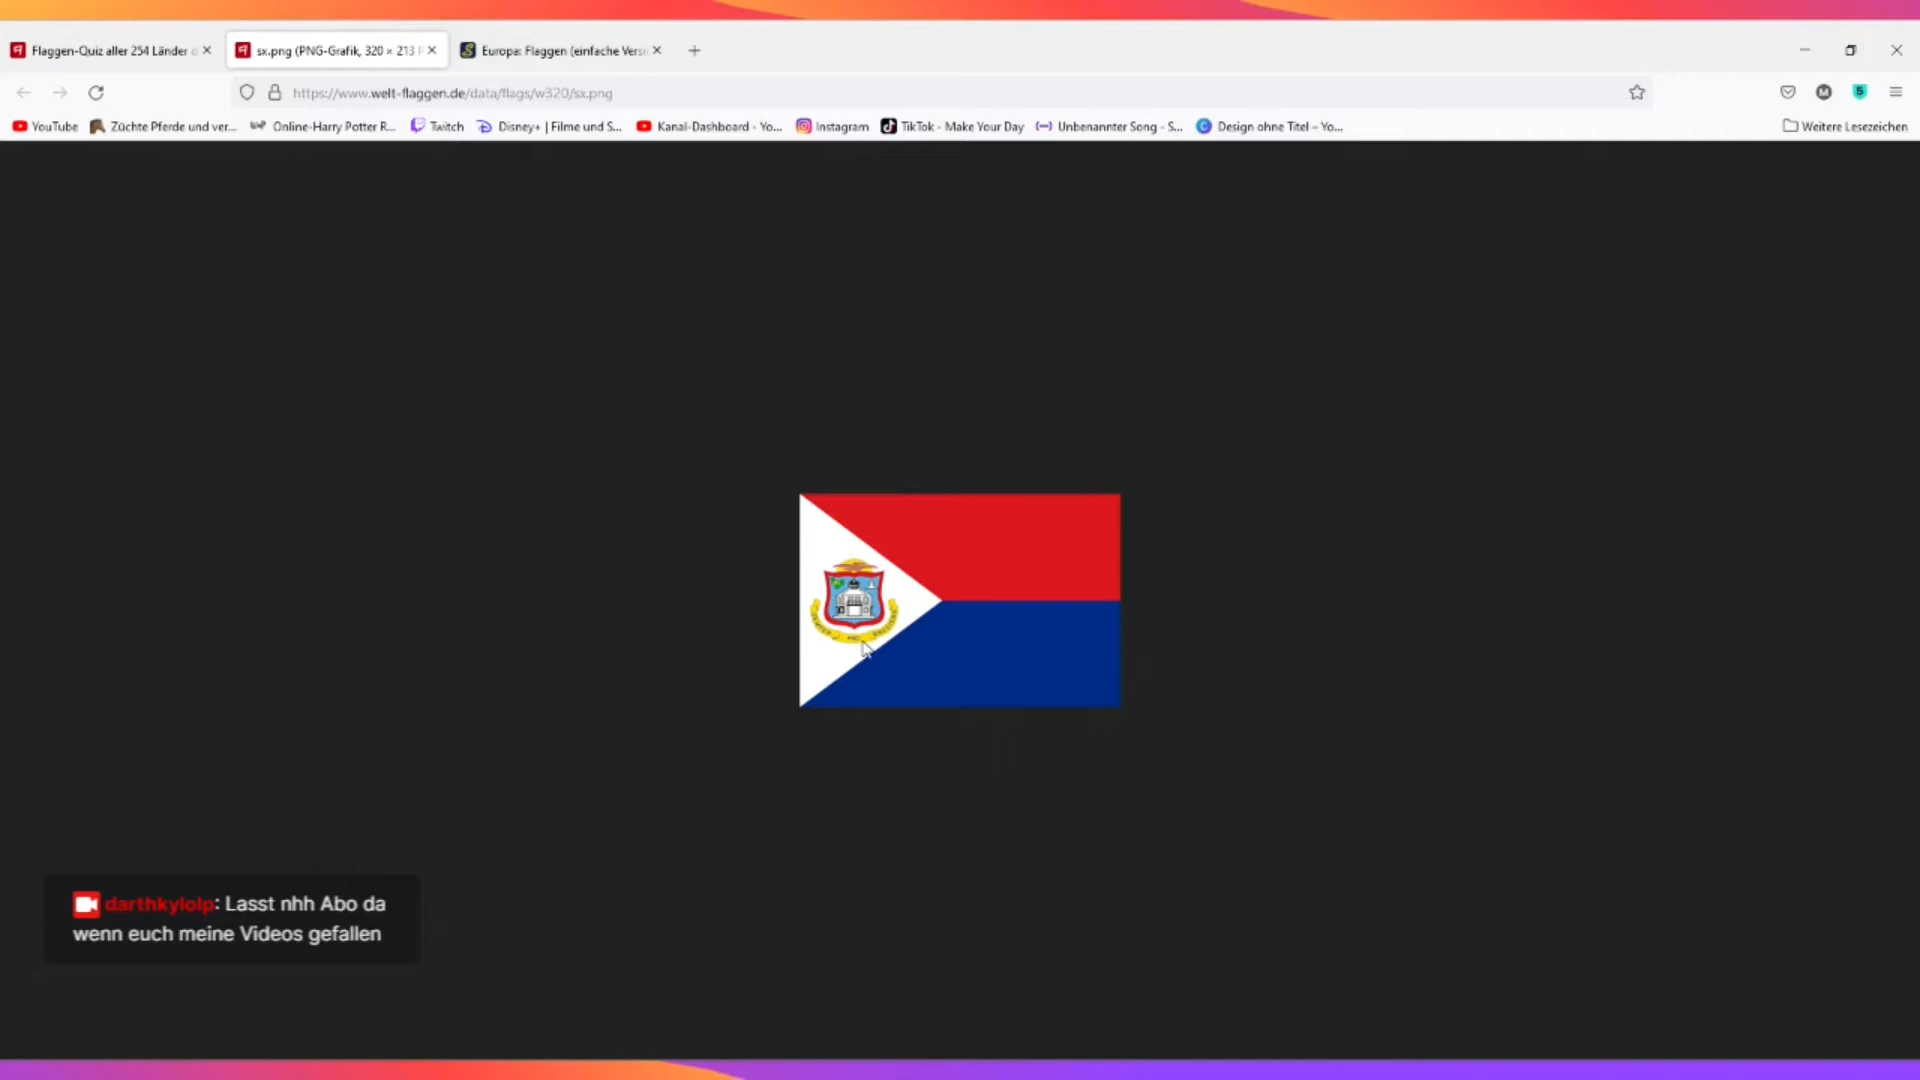 Flaggen-Quiz aller 254 Länder
sx.png (PNG-Grafik, 320 × 213
Europa: Flaggen (einfache Vers
https://www.welt-flaggen.de/data/flags/w320/sx.png
YouTube
Züchte Pferde und ver...
Online-Harry Potter R...
Twitch
Disney+ | Filme und S...
Kanal-Dashboard - Yo...
Instagram
TikTok - Make Your Day
Unbenannter Song - S...
Design ohne Titel – Yo...
Weitere Lesezeichen
SEMPER PRO GREDIENS
darthkylolp: Lasst nhh Abo da
wenn euch meine Videos gefallen